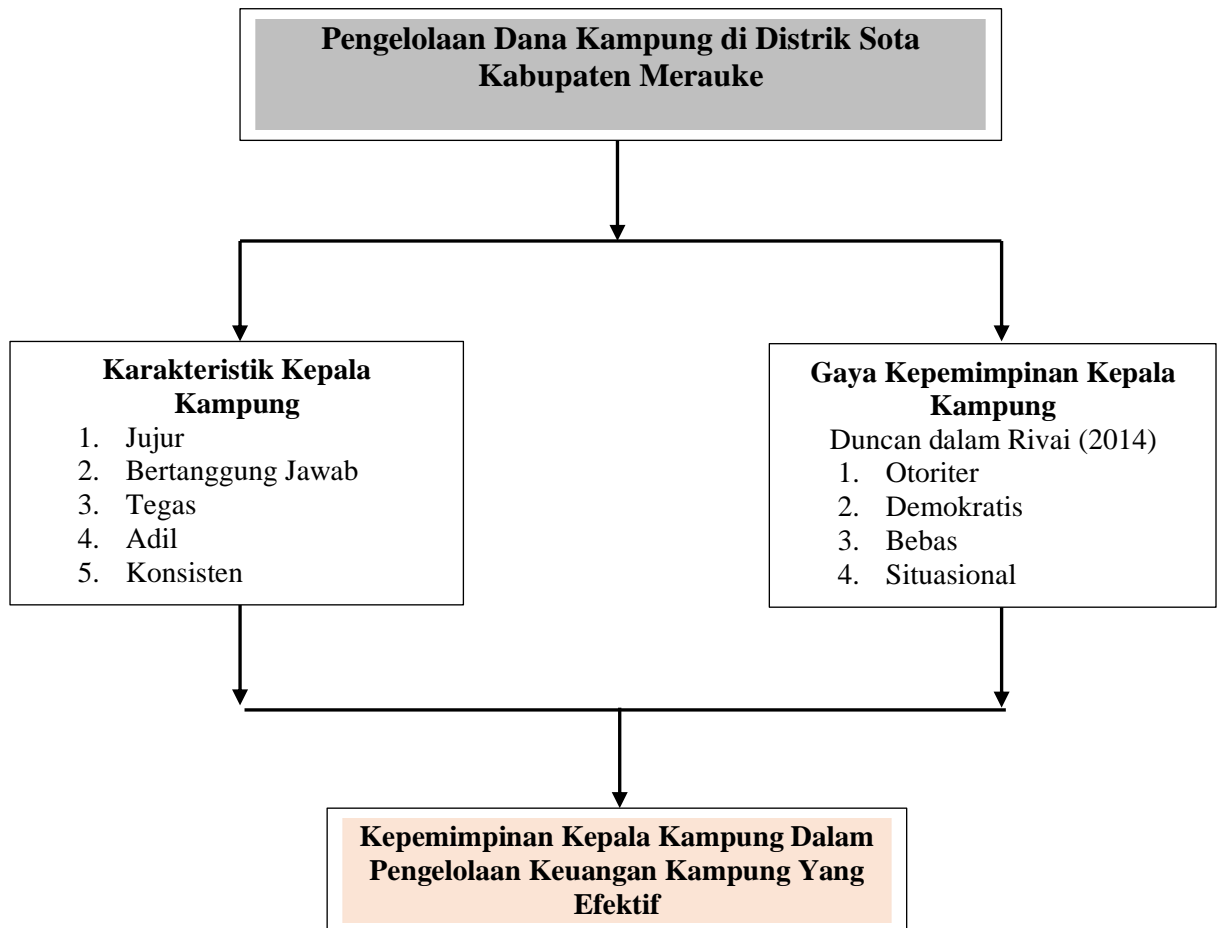 Pengelolaan Dana Kampung di Distrik Sota
Kabupaten Merauke
Karakteristik Kepala
Kampung
1. Jujur
2. Bertanggung Jawab
3. Tegas
4. Adil
5. Konsisten
Gaya Kepemimpinan Kepala
Kampung
Duncan dalam Rivai (2014)
1. Otoriter
2. Demokratis
3. Bebas
4. Situasional
Kepemimpinan Kepala Kampung Dalam
Pengelolaan Keuangan Kampung Yang
Efektif